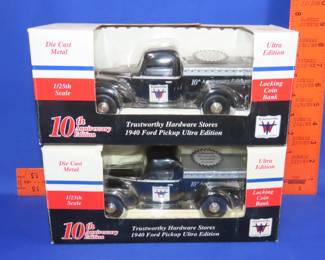 Die Cast
Metal
1/25th
Scale
Ultra
Edition
Locking
Coin
Bank
10th
Anniversary
Edition
Trustworthy Hardware Stores
1940 Ford Pickup Ultra Edition
Die Cast
Metal
1/25th
Scale
Ultra
Edition
Locking
Coin
Bank
10th
Anniversary
Edition
Trustworthy Hardware Stores
1940 Ford Pickup Ultra Edition